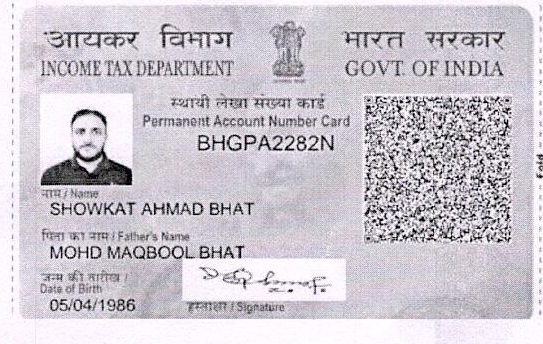 आयकर विभाग
INCOME TAX DEPARTMENT
भारत सरकार
GOVT. OF INDIA
स्थायी लेखा संख्या कार्ड
Permanent Account Number Card
BHGPA2282N
नाम / Name
SHOWKAT AHMAD BHAT
पिता का नाम / Father's Name
MOHD MAQBOOL BHAT
जन्म की तारीख /
Date of Birth
05/04/1986
हस्ताक्षर / Signature
Fold